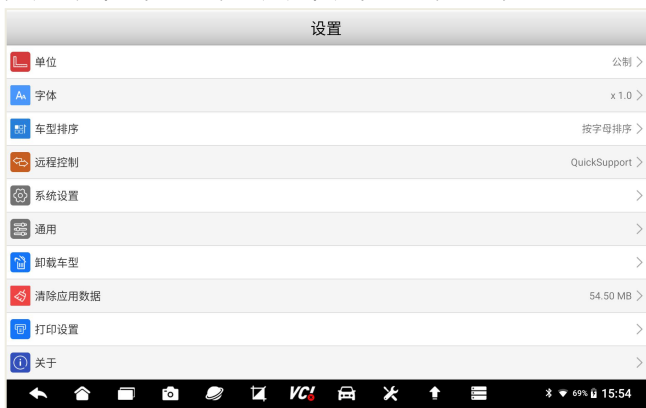 设置
单位 公制
字体 x 1.0
车型排序 按字母排序
远程控制 QuickSupport
系统设置
通用
卸载车型
清除应用数据 54.50 MB
打印设置
关于
VC! 69% 15:54